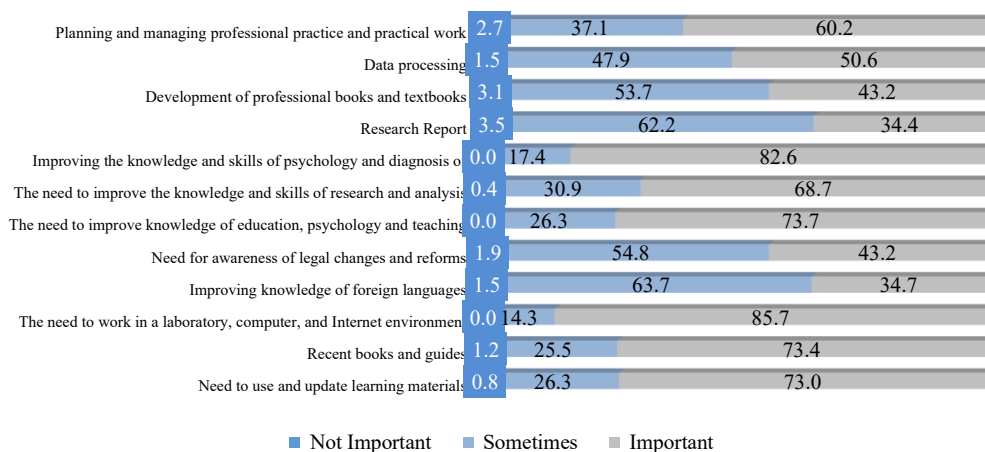 Planning and managing professional practice and practical work 2.7 37.1 60.2
Data processing 1.5 47.9 50.6
Development of professional books and textbooks 3.1 53.7 43.2
Research Report 3.5 62.2 34.4
Improving the knowledge and skills of psychology and diagnosis o 0.0 17.4 82.6
The need to improve the knowledge and skills of research and analysis 0.4 30.9 68.7
The need to improve knowledge of education, psychology and teaching 0.0 26.3 73.7
Need for awareness of legal changes and reforms 1.9 54.8 43.2
Improving knowledge of foreign languages 1.5 63.7 34.7
The need to work in a laboratory, computer, and Internet environmen 0.0 14.3 85.7
Recent books and guides 1.2 25.5 73.4
Need to use and update learning materials 0.8 26.3 73.0
Not Important Sometimes Important